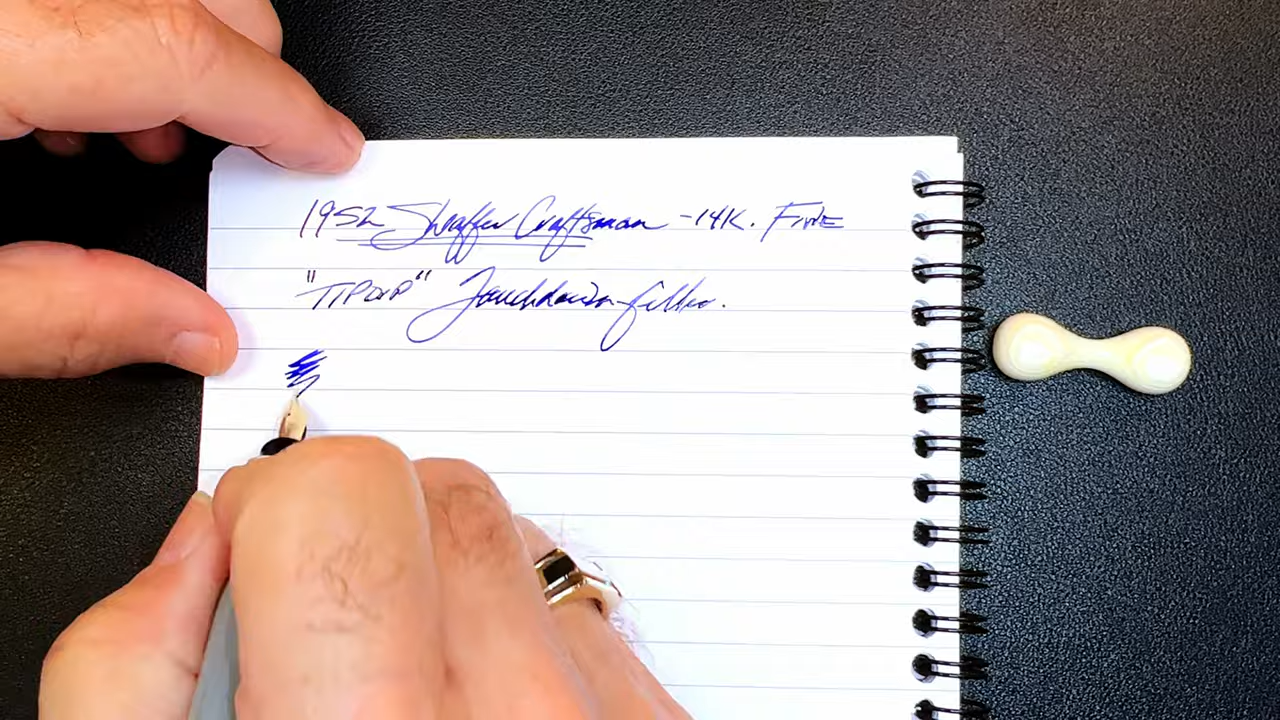 1952 Sheaffer Craftsman - 14K. FINE
"TIPDIP" Touchdown filler.